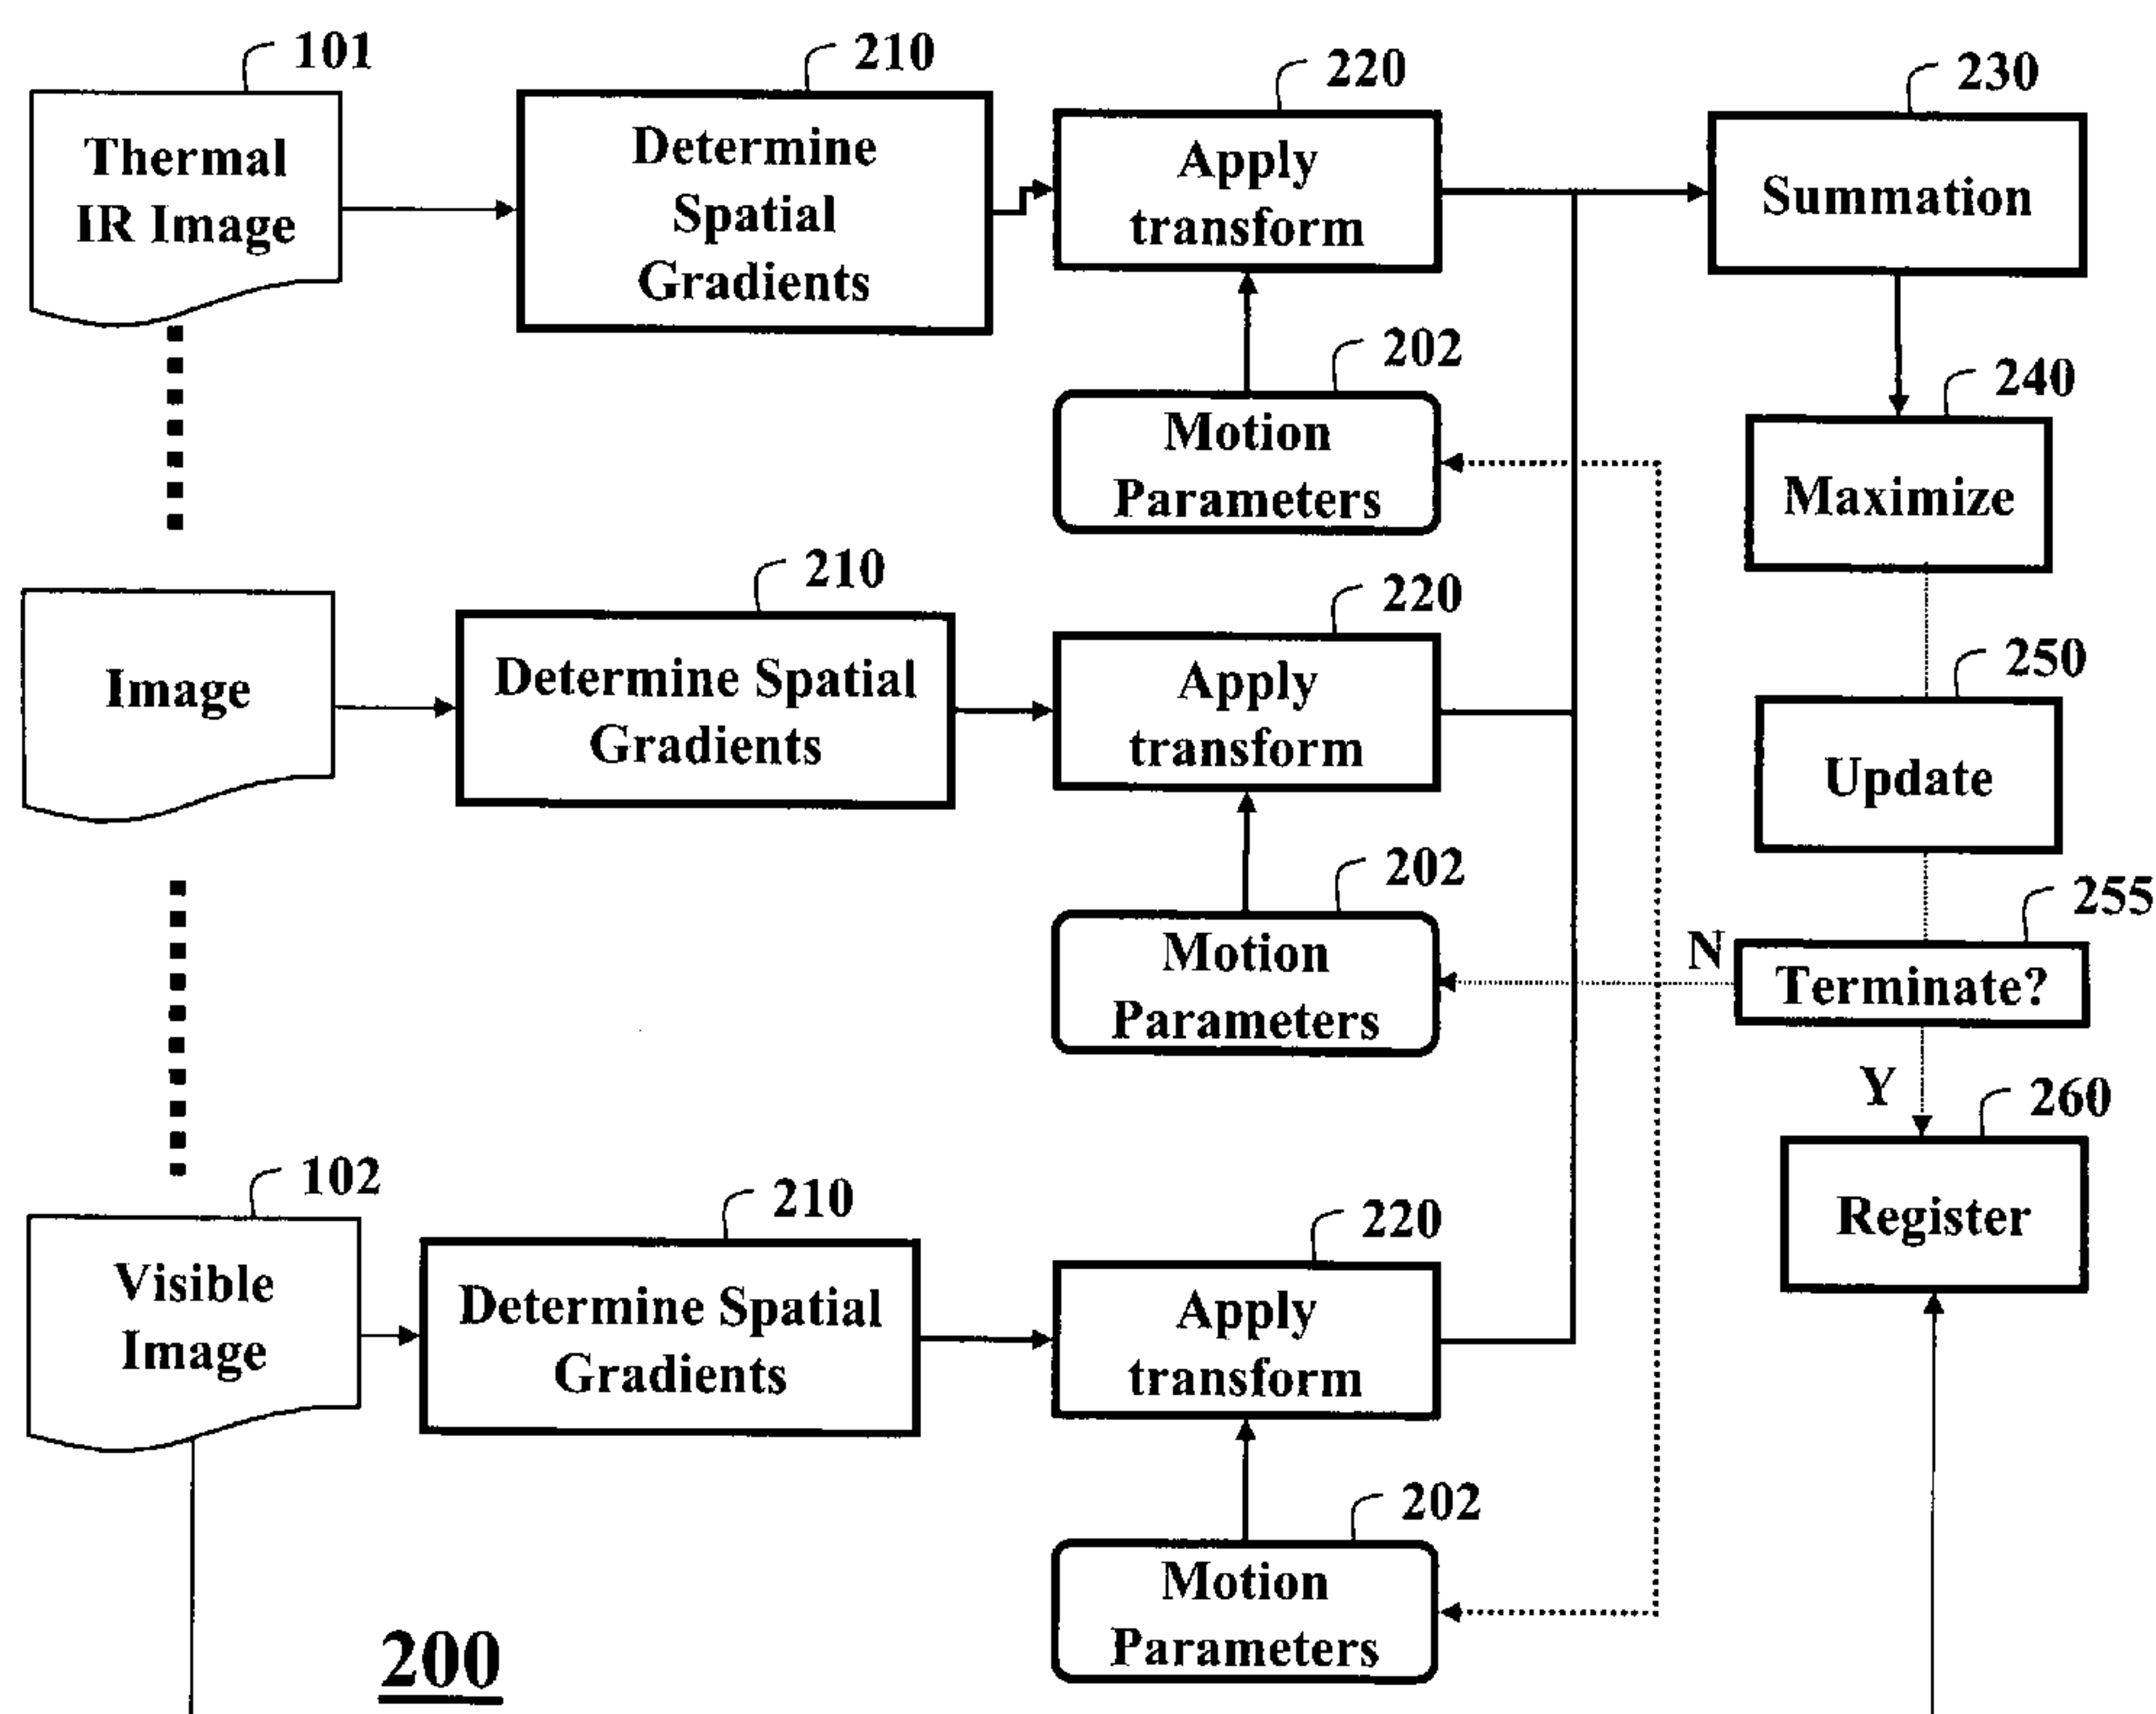 101
210
220
230
Thermal
IR Image
Determine
Spatial
Gradients
Apply
transform
Summation
202
240
Motion
Parameters
Maximize
210
220
250
Image
Determine Spatial
Gradients
Apply
transform
Update
202
255
Motion
Parameters
N
Terminate?
Y
260
102
210
220
Register
Visible
Image
Determine Spatial
Gradients
Apply
transform
202
Motion
Parameters
200